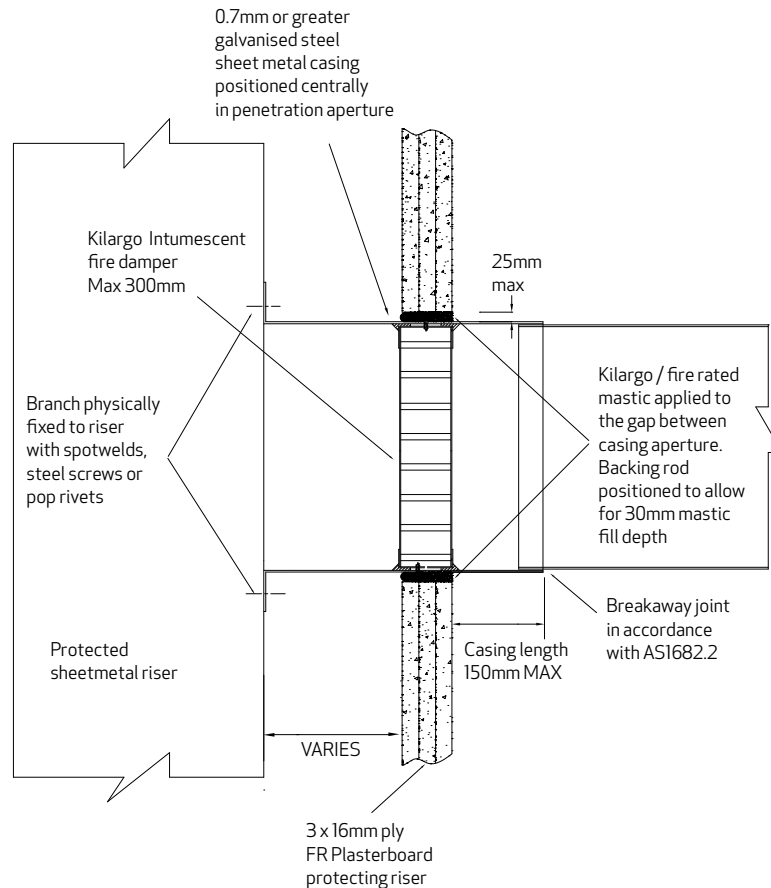 0.7mm or greater
galvanised steel
sheet metal casing
positioned centrally
in penetration aperture
Kilargo Intumescent
fire damper
Max 300mm
25mm
max
Branch physically
fixed to riser
with spotwelds,
steel screws or
pop rivets
Kilargo / fire rated
mastic applied to
the gap between
casing aperture.
Backing rod
positioned to allow
for 30mm mastic
fill depth
Protected
sheetmetal riser
Casing length
150mm MAX
Breakaway joint
in accordance
with AS1682.2
VARIES
3 x 16mm ply
FR Plasterboard
protecting riser